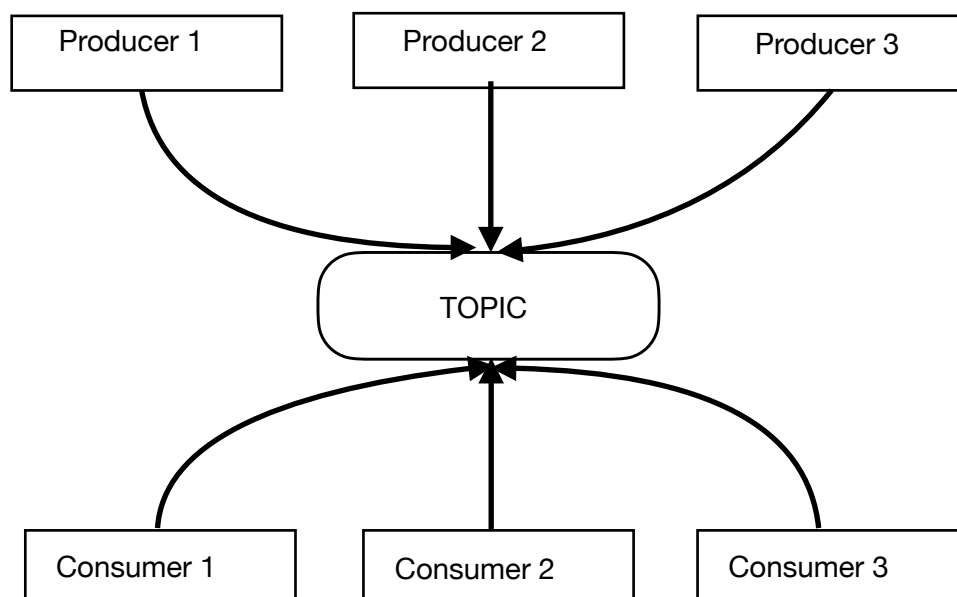 Producer 1
Producer 2
Producer 3
TOPIC
Consumer 1
Consumer 2
Consumer 3